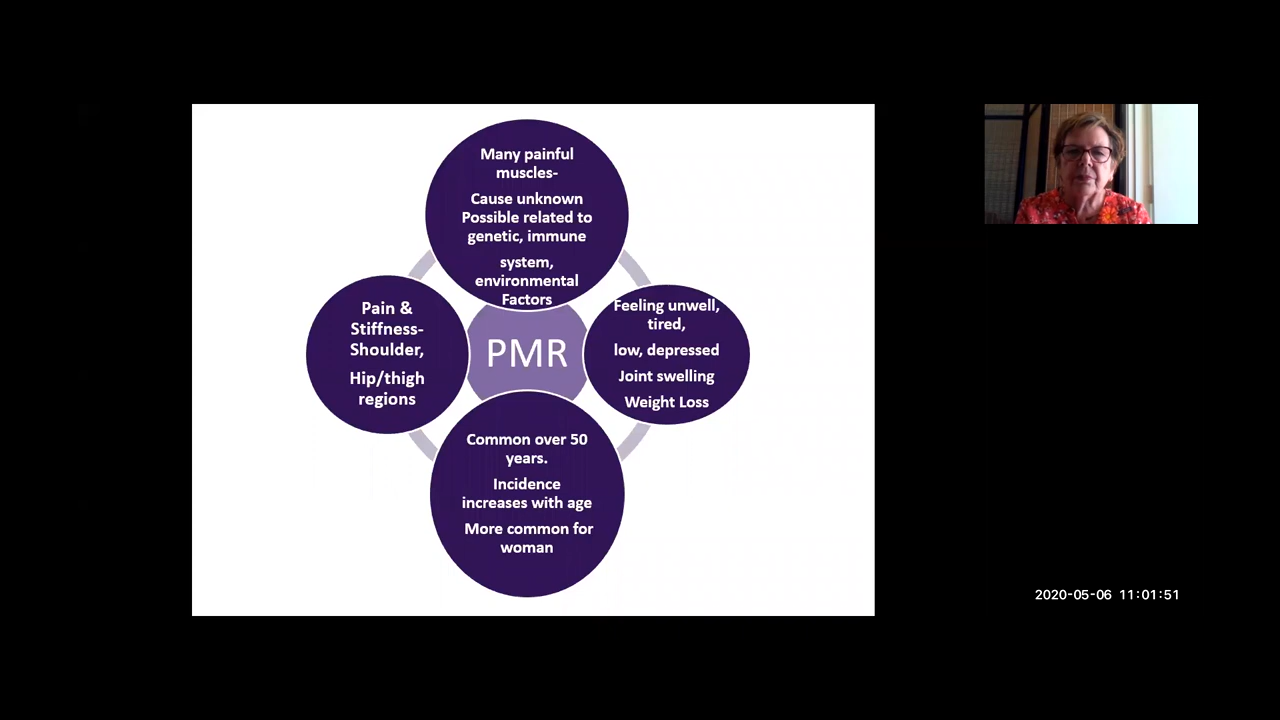 Many painful
muscles-
Cause unknown
Possible related to
genetic, immune
system,
environmental
Factors
Pain &
Stiffness-
Shoulder,
Hip/thigh
regions
PMR
Feeling unwell,
tired,
low, depressed
Joint swelling
Weight Loss
Common over 50
years.
Incidence
increases with age
More common for
woman
2020-05-06 11:01:51